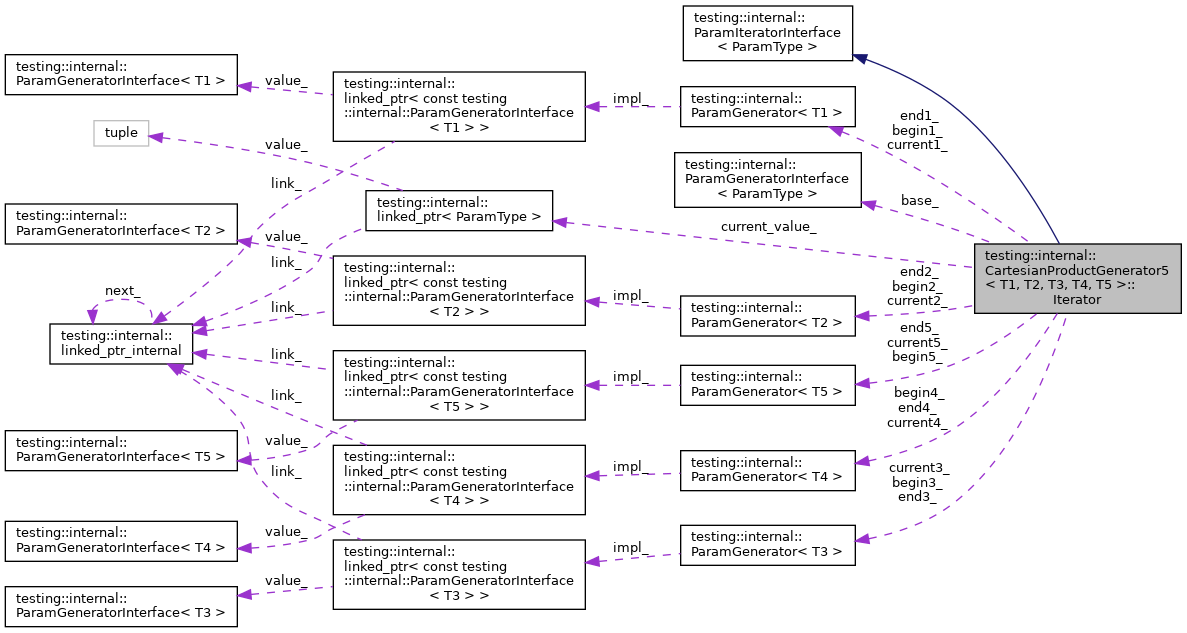 testing::internal::
ParamIteratorInterface
< ParamType >
testing::internal::
ParamGeneratorInterface< T1 >
value_
testing::internal::
linked_ptr< const testing
::internal::ParamGeneratorInterface
< T1 > >
impl_
testing::internal::
ParamGenerator< T1 >
end1_
begin1_
current1_
tuple
value_
testing::internal::
ParamGeneratorInterface
< ParamType >
link_
testing::internal::
linked_ptr< ParamType >
base_
current_value_
testing::internal::
ParamGeneratorInterface< T2 >
value_
link_
testing::internal::
linked_ptr< const testing
::internal::ParamGeneratorInterface
< T2 > >
testing::internal::
CartesianProductGenerator5
< T1, T2, T3, T4, T5 >::
Iterator
end2_
begin2_
current2_
next_
link_
impl_
testing::internal::
ParamGenerator< T2 >
testing::internal::
linked_ptr_internal
end5_
current5_
begin5_
link_
testing::internal::
linked_ptr< const testing
::internal::ParamGeneratorInterface
< T5 > >
impl_
testing::internal::
ParamGenerator< T5 >
link_
begin4_
end4_
current4_
testing::internal::
ParamGeneratorInterface< T5 >
value_
link_
testing::internal::
linked_ptr< const testing
::internal::ParamGeneratorInterface
< T4 > >
impl_
testing::internal::
ParamGenerator< T4 >
current3_
begin3_
end3_
testing::internal::
ParamGeneratorInterface< T4 >
value_
testing::internal::
linked_ptr< const testing
::internal::ParamGeneratorInterface
< T3 > >
impl_
testing::internal::
ParamGenerator< T3 >
testing::internal::
ParamGeneratorInterface< T3 >
value_